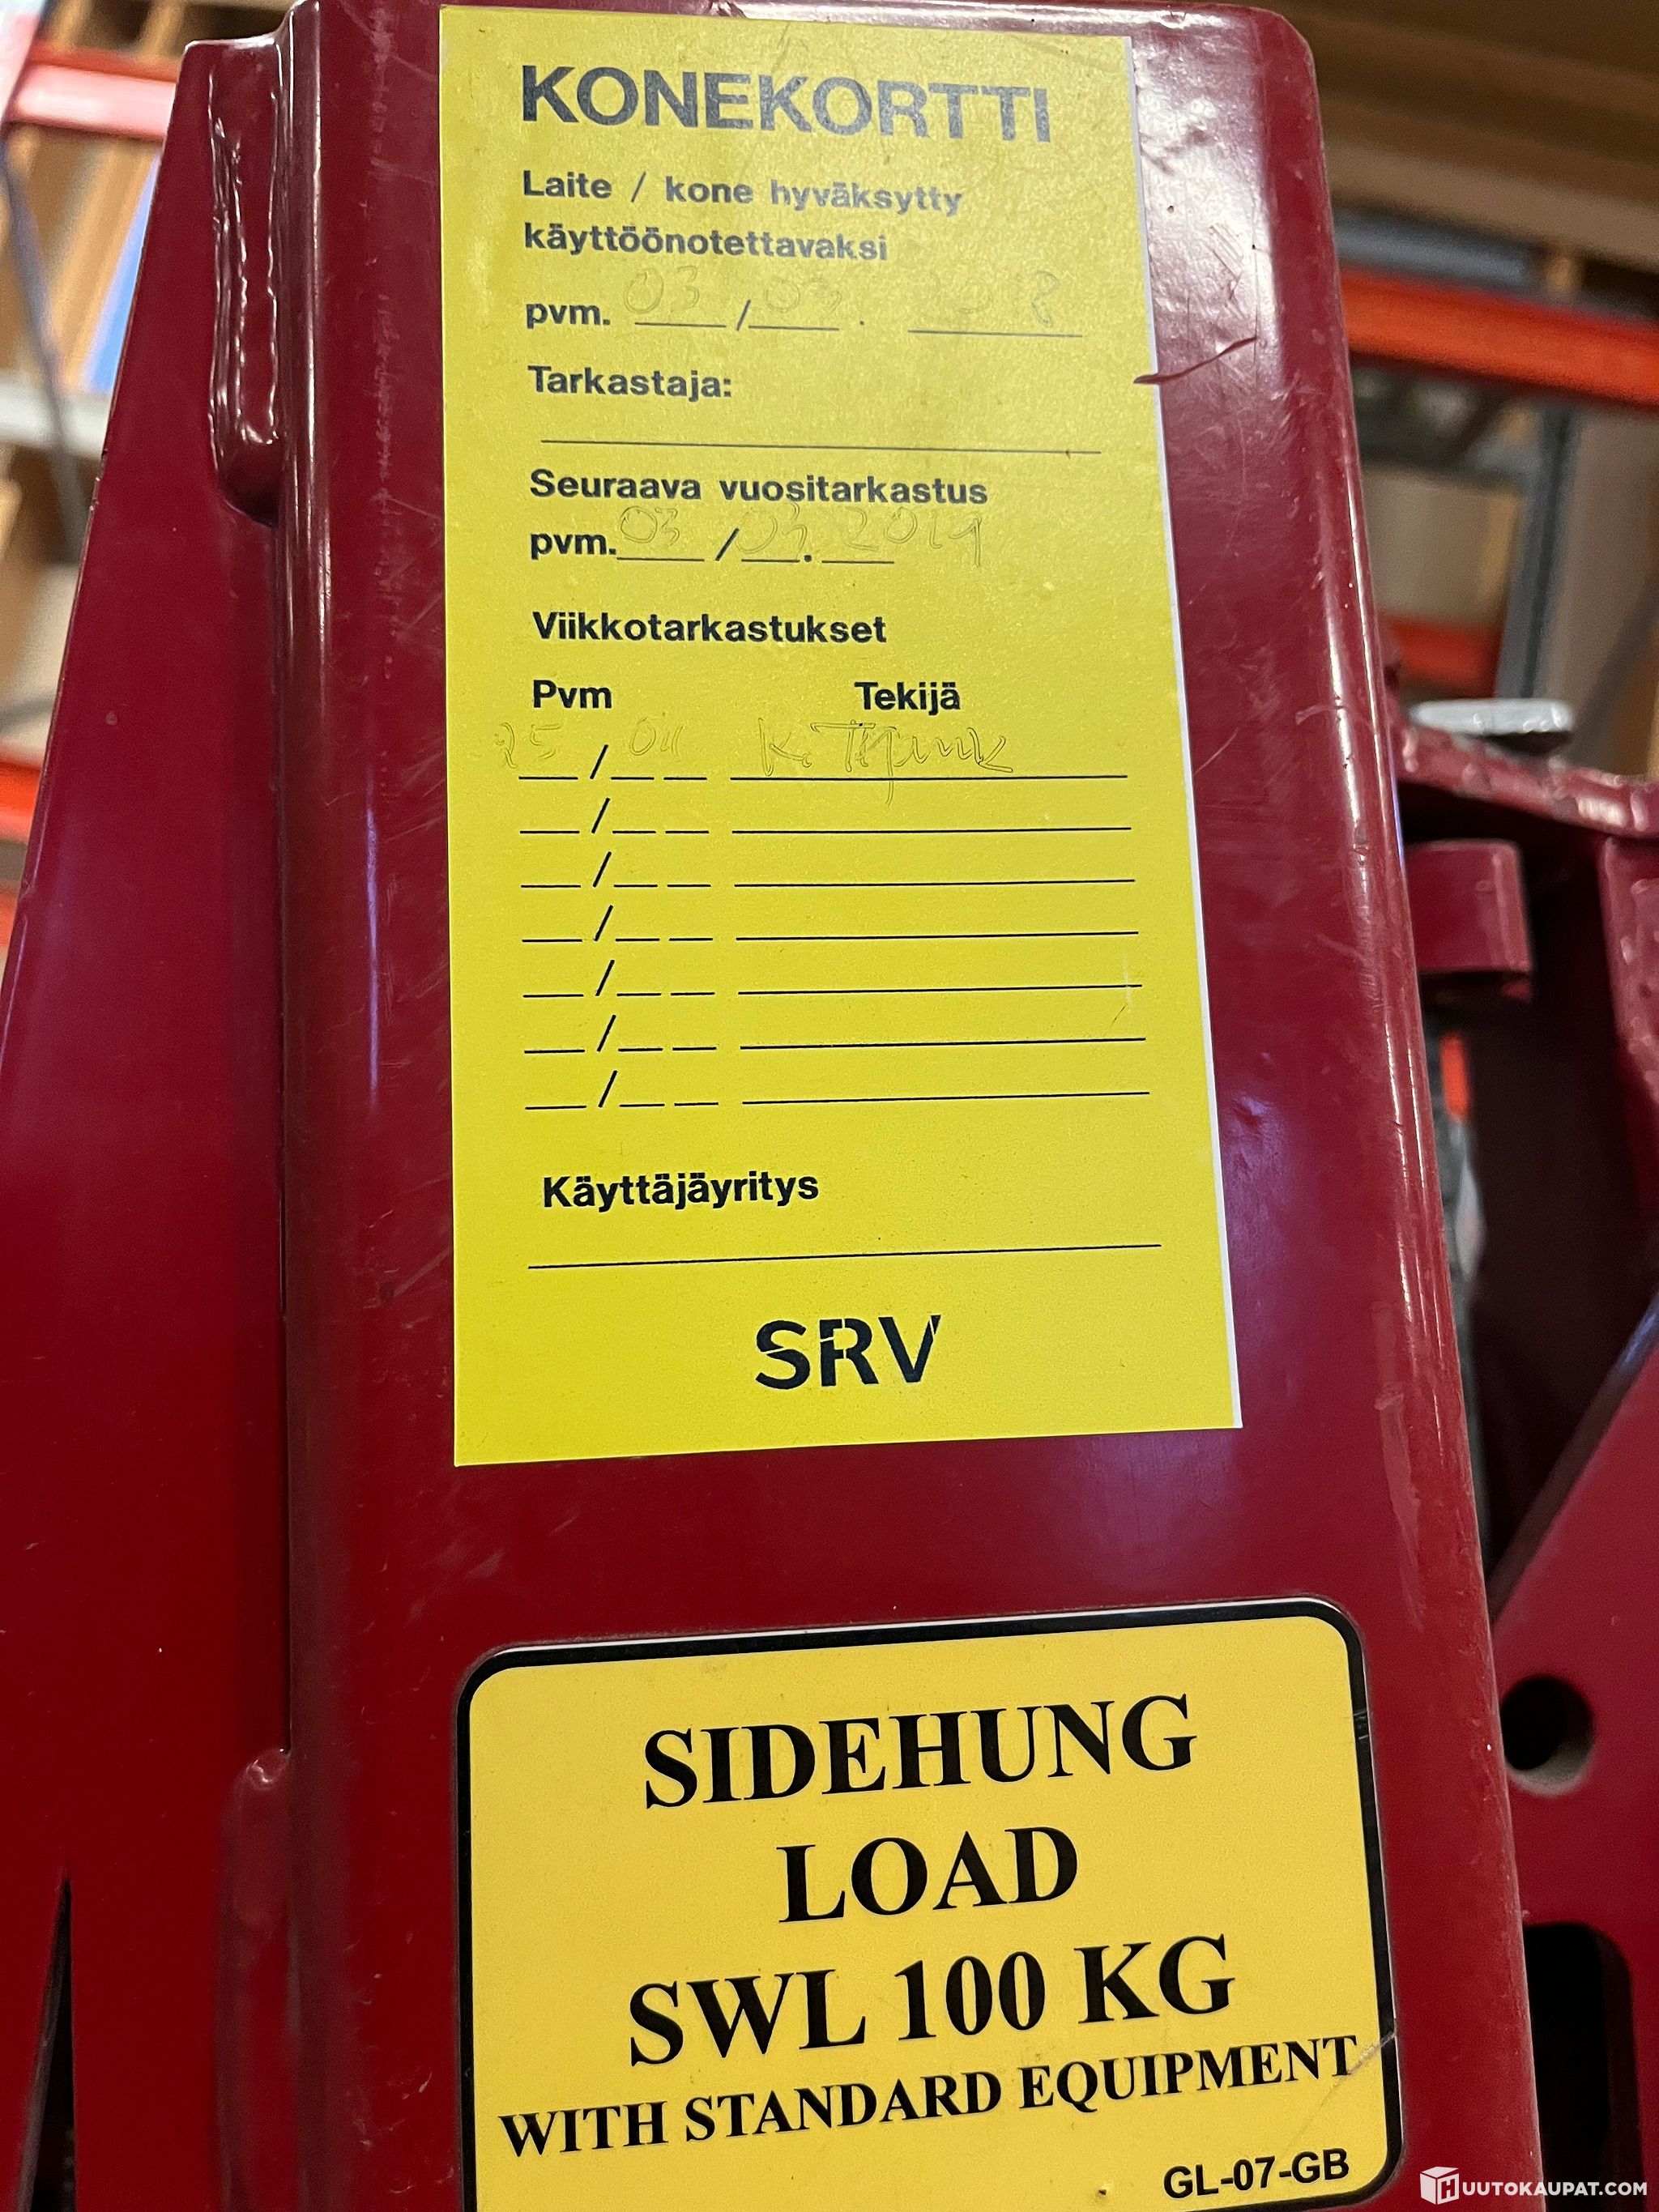 KONEKORTTI
Laite / kone hyväksytty
käyttöönotettavaksi
pvm. 03 / 03 .
Tarkastaja:
Seuraava vuositarkastus
pvm. 03 / 03. 2019
Viikkotarkastukset
Pvm Tekijä
25 / K.
/
/
/
/
/
/
Käyttäjäyritys
SRV
SIDEHUNG
LOAD
SWL 100 KG
WITH STANDARD EQUIPMENT
GL-07-GB
HUUTOKAUPAT.COM